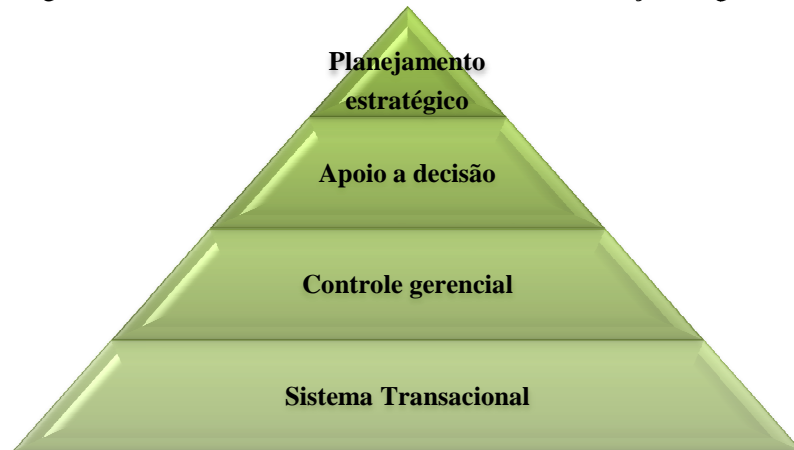 Planejamento
estratégico
Apoio a decisão
Controle gerencial
Sistema Transacional